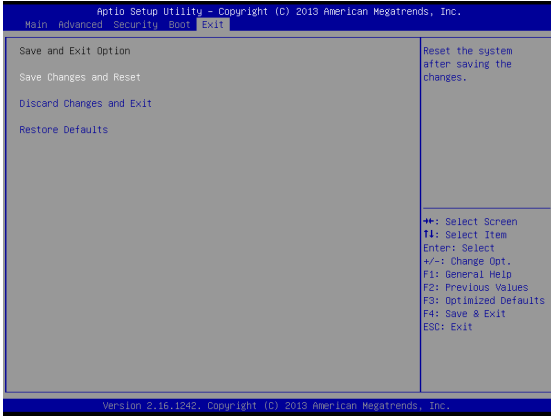 Aptio Setup Utility – Copyright (C) 2013 American Megatrends, Inc.
Main Advanced Security Boot Exit
Save and Exit Option
Save Changes and Reset
Discard Changes and Exit
Restore Defaults
Reset the system
after saving the
changes.
→←: Select Screen
↑↓: Select Item
Enter: Select
+/-: Change Opt.
F1: General Help
F2: Previous Values
F3: Optimized Defaults
F4: Save & Exit
ESC: Exit
Version 2.16.1242. Copyright (C) 2013 American Megatrends, Inc.